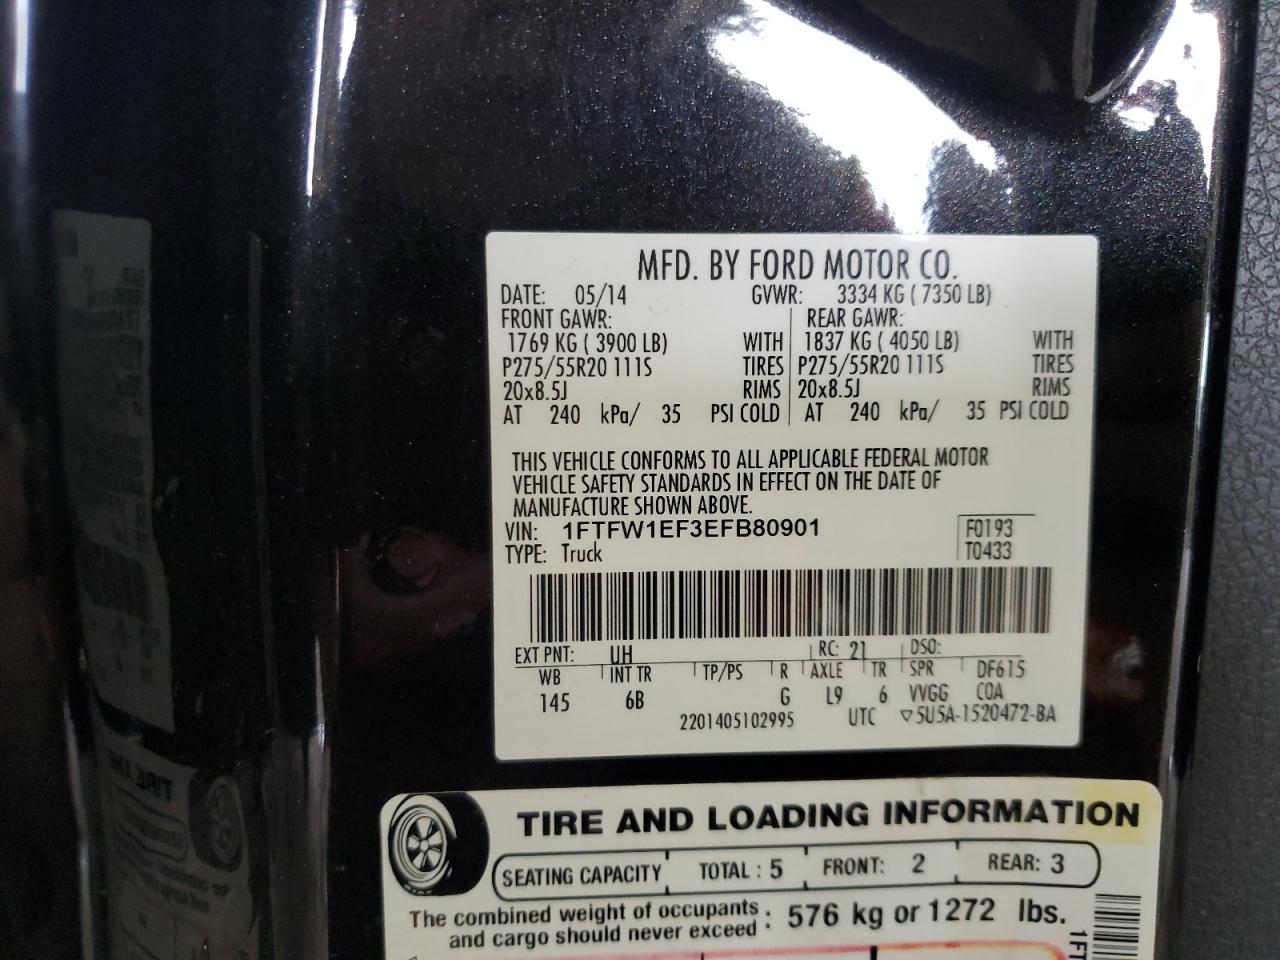 MFD. BY FORD MOTOR CO.
DATE: 05/14 GVWR: 3334 KG ( 7350 LB)
FRONT GAWR: REAR GAWR:
1769 KG ( 3900 LB) WITH 1837 KG ( 4050 LB) WITH
P275/55R20 111S TIRES P275/55R20 111S TIRES
20x8.5J RIMS 20x8.5J RIMS
AT 240 kPa/ 35 PSI COLD AT 240 kPa/ 35 PSI COLD
THIS VEHICLE CONFORMS TO ALL APPLICABLE FEDERAL MOTOR
VEHICLE SAFETY STANDARDS IN EFFECT ON THE DATE OF
MANUFACTURE SHOWN ABOVE.
VIN: 1FTFW1EF3EFB80901 F0193
TYPE: Truck T0433
EXT PNT: UH RC: 21 DSO:
WB INT TR TP/PS R AXLE TR SPR DF615
145 6B G L9 6 VVGG COA
2201405102995 UTC ▽5U5A-1520472-BA
TIRE AND LOADING INFORMATION
SEATING CAPACITY TOTAL : 5 FRONT: 2 REAR: 3
The combined weight of occupants : 576 kg or 1272 lbs.
and cargo should never exceed
1FT